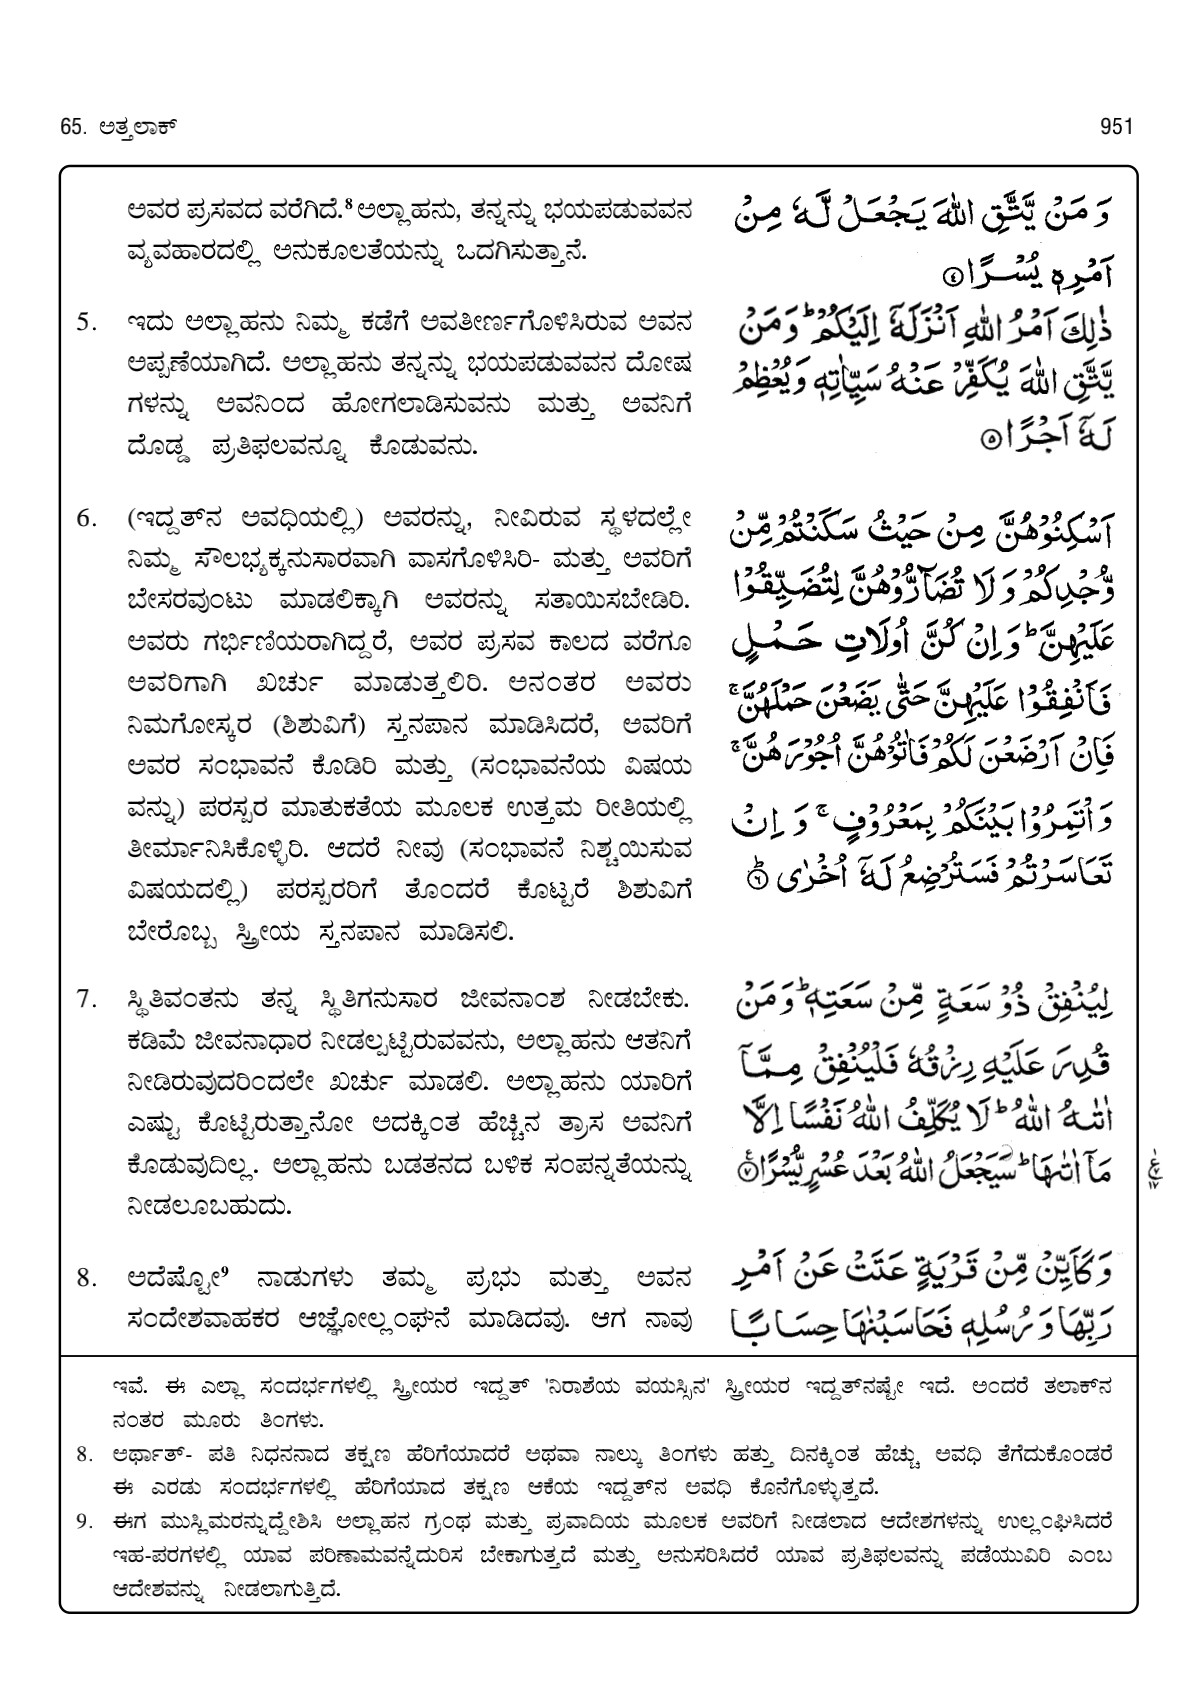 65. ಅತ್ತಲಾಕ್
951
ಅವರ ಪ್ರಸವದ ವರೆಗಿದೆ.⁸ ಅಲ್ಲಾಹನು, ತನ್ನನ್ನು ಭಯಪಡುವವನ
ವ್ಯವಹಾರದಲ್ಲಿ ಅನುಕೂಲತೆಯನ್ನು ಒದಗಿಸುತ್ತಾನೆ.
5. ಇದು ಅಲ್ಲಾಹನು ನಿಮ್ಮ ಕಡೆಗೆ ಅವತೀರ್ಣಗೊಳಿಸಿರುವ ಅವನ
ಅಪ್ಪಣೆಯಾಗಿದೆ. ಅಲ್ಲಾಹನು ತನ್ನನ್ನು ಭಯಪಡುವವನ ದೋಷ
ಗಳನ್ನು ಅವನಿಂದ ಹೋಗಲಾಡಿಸುವನು ಮತ್ತು ಅವನಿಗೆ
ದೊಡ್ಡ ಪ್ರತಿಫಲವನ್ನೂ ಕೊಡುವನು.
6. (ಇದ್ದತ್‌ನ ಅವಧಿಯಲ್ಲಿ) ಅವರನ್ನು, ನೀವಿರುವ ಸ್ಥಳದಲ್ಲೇ
ನಿಮ್ಮ ಸೌಲಭ್ಯಕ್ಕನುಸಾರವಾಗಿ ವಾಸಗೊಳಿಸಿರಿ- ಮತ್ತು ಅವರಿಗೆ
ಬೇಸರವುಂಟು ಮಾಡಲಿಕ್ಕಾಗಿ ಅವರನ್ನು ಸತಾಯಿಸಬೇಡಿರಿ.
ಅವರು ಗರ್ಭಿಣಿಯರಾಗಿದ್ದರೆ, ಅವರ ಪ್ರಸವ ಕಾಲದ ವರೆಗೂ
ಅವರಿಗಾಗಿ ಖರ್ಚು ಮಾಡುತ್ತಲಿರಿ. ಅನಂತರ ಅವರು
ನಿಮಗೋಸ್ಕರ (ಶಿಶುವಿಗೆ) ಸ್ತನಪಾನ ಮಾಡಿಸಿದರೆ, ಅವರಿಗೆ
ಅವರ ಸಂಭಾವನೆ ಕೊಡಿರಿ ಮತ್ತು (ಸಂಭಾವನೆಯ ವಿಷಯ
ವನ್ನು) ಪರಸ್ಪರ ಮಾತುಕತೆಯ ಮೂಲಕ ಉತ್ತಮ ರೀತಿಯಲ್ಲಿ
ತೀರ್ಮಾನಿಸಿಕೊಳ್ಳಿರಿ. ಆದರೆ ನೀವು (ಸಂಭಾವನೆ ನಿಶ್ಚಯಿಸುವ
ವಿಷಯದಲ್ಲಿ) ಪರಸ್ಪರರಿಗೆ ತೊಂದರೆ ಕೊಟ್ಟರೆ ಶಿಶುವಿಗೆ
ಬೇರೊಬ್ಬ ಸ್ತ್ರೀಯ ಸ್ತನಪಾನ ಮಾಡಿಸಲಿ.
7. ಸ್ಥಿತಿವಂತನು ತನ್ನ ಸ್ಥಿತಿಗನುಸಾರ ಜೀವನಾಂಶ ನೀಡಬೇಕು.
ಕಡಿಮೆ ಜೀವನಾಧಾರ ನೀಡಲ್ಪಟ್ಟಿರುವವನು, ಅಲ್ಲಾಹನು ಆತನಿಗೆ
ನೀಡಿರುವುದರಿಂದಲೇ ಖರ್ಚು ಮಾಡಲಿ. ಅಲ್ಲಾಹನು ಯಾರಿಗೆ
ಎಷ್ಟು ಕೊಟ್ಟಿರುತ್ತಾನೋ ಅದಕ್ಕಿಂತ ಹೆಚ್ಚಿನ ತ್ರಾಸ ಅವನಿಗೆ
ಕೊಡುವುದಿಲ್ಲ. ಅಲ್ಲಾಹನು ಬಡತನದ ಬಳಿಕ ಸಂಪನ್ನತೆಯನ್ನು
ನೀಡಲೂಬಹುದು.
8. ಅದೆಷ್ಟೋ⁹ ನಾಡುಗಳು ತಮ್ಮ ಪ್ರಭು ಮತ್ತು ಅವನ
ಸಂದೇಶವಾಹಕರ ಆಜ್ಞೋಲ್ಲಂಘನೆ ಮಾಡಿದವು. ಆಗ ನಾವು
وَ مَنْ يَّتَّقِ اللّٰهَ يَجْعَلْ لَّهٗ مِنْ
اَمْرِهٖ يُسْرًا ۴
ذٰلِكَ اَمْرُ اللّٰهِ اَنْزَلَهٗٓ اِلَيْكُمْ ؕ وَ مَنْ
يَّتَّقِ اللّٰهَ يُكَفِّرْ عَنْهُ سَيِّاٰتِهٖ وَ يُعْظِمْ
لَهٗٓ اَجْرًا ۵
اَسْكِنُوْهُنَّ مِنْ حَيْثُ سَكَنْتُمْ مِّنْ
وُّجْدِكُمْ وَ لَا تُضَآرُّوْهُنَّ لِتُضَيِّقُوْا
عَلَيْهِنَّ ؕ وَ اِنْ كُنَّ اُولَاتِ حَمْلٍ
فَاَنْفِقُوْا عَلَيْهِنَّ حَتّٰى يَضَعْنَ حَمْلَهُنَّ ۚ
فَاِنْ اَرْضَعْنَ لَكُمْ فَاٰتُوْهُنَّ اُجُوْرَهُنَّ ۚ
وَ اْتَمِرُوْا بَيْنَكُمْ بِمَعْرُوْفٍ ۚ وَ اِنْ
تَعَاسَرْتُمْ فَسَتُرْضِعُ لَهٗٓ اُخْرٰى ؕ ۶
لِيُنْفِقْ ذُوْ سَعَةٍ مِّنْ سَعَتِهٖ ؕ وَ مَنْ
قُدِرَ عَلَيْهِ رِزْقُهٗ فَلْيُنْفِقْ مِمَّآ
اٰتٰىهُ اللّٰهُ ؕ لَا يُكَلِّفُ اللّٰهُ نَفْسًا اِلَّا
مَآ اٰتٰىهَا ؕ سَيَجْعَلُ اللّٰهُ بَعْدَ عُسْرٍ يُّسْرًا ۷
وَ كَاَيِّنْ مِّنْ قَرْيَةٍ عَتَتْ عَنْ اَمْرِ
رَبِّهَا وَ رُسُلِهٖ فَحَاسَبْنٰهَا حِسَابًا
ಇವೆ. ಈ ಎಲ್ಲಾ ಸಂದರ್ಭಗಳಲ್ಲಿ ಸ್ತ್ರೀಯರ ಇದ್ದತ್ 'ನಿರಾಶೆಯ ವಯಸ್ಸಿನ' ಸ್ತ್ರೀಯರ ಇದ್ದತ್‌ನಷ್ಟೇ ಇದೆ. ಅಂದರೆ ತಲಾಕ್‌ನ
ನಂತರ ಮೂರು ತಿಂಗಳು.
8. ಅರ್ಥಾತ್- ಪತಿ ನಿಧನನಾದ ತಕ್ಷಣ ಹೆರಿಗೆಯಾದರೆ ಅಥವಾ ನಾಲ್ಕು ತಿಂಗಳು ಹತ್ತು ದಿನಕ್ಕಿಂತ ಹೆಚ್ಚು ಅವಧಿ ತೆಗೆದುಕೊಂಡರೆ
ಈ ಎರಡು ಸಂದರ್ಭಗಳಲ್ಲಿ ಹೆರಿಗೆಯಾದ ತಕ್ಷಣ ಆಕೆಯ ಇದ್ದತ್‌ನ ಅವಧಿ ಕೊನೆಗೊಳ್ಳುತ್ತದೆ.
9. ಈಗ ಮುಸ್ಲಿಮರನ್ನುದ್ದೇಶಿಸಿ ಅಲ್ಲಾಹನ ಗ್ರಂಥ ಮತ್ತು ಪ್ರವಾದಿಯ ಮೂಲಕ ಅವರಿಗೆ ನೀಡಲಾದ ಆದೇಶಗಳನ್ನು ಉಲ್ಲಂಘಿಸಿದರೆ
ಇಹ-ಪರಗಳಲ್ಲಿ ಯಾವ ಪರಿಣಾಮವನ್ನೆದುರಿಸ ಬೇಕಾಗುತ್ತದೆ ಮತ್ತು ಅನುಸರಿಸಿದರೆ ಯಾವ ಪ್ರತಿಫಲವನ್ನು ಪಡೆಯುವಿರಿ ಎಂಬ
ಆದೇಶವನ್ನು ನೀಡಲಾಗುತ್ತಿದೆ.